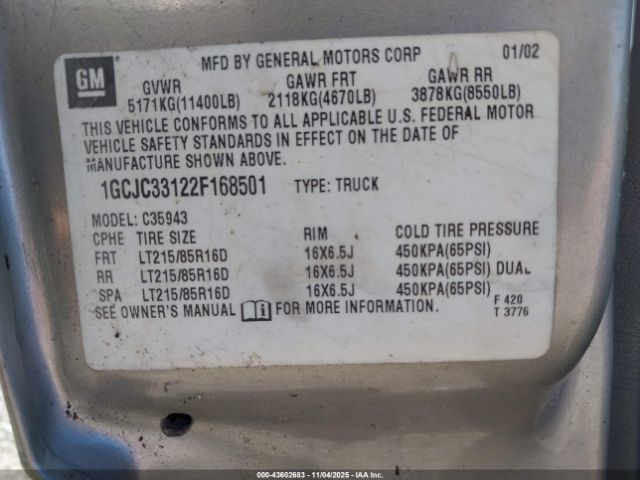 GM
MFD BY GENERAL MOTORS CORP 01/02
GVWR GAWR FRT GAWR RR
5171KG(11400LB) 2118KG(4670LB) 3878KG(8550LB)
THIS VEHICLE CONFORMS TO ALL APPLICABLE U.S. FEDERAL MOTOR
VEHICLE SAFETY STANDARDS IN EFFECT ON THE DATE OF
MANUFACTURE SHOWN ABOVE.
1GCJC33122F168501 TYPE: TRUCK
MODEL: C35943
CPHE TIRE SIZE RIM COLD TIRE PRESSURE
FRT LT215/85R16D 16X6.5J 450KPA(65PSI)
RR LT215/85R16D 16X6.5J 450KPA(65PSI) DUAL
SPA LT215/85R16D 16X6.5J 450KPA(65PSI)
SEE OWNER'S MANUAL FOR MORE INFORMATION.
F 420
T 3776
000-43602683 - 11/04/2025 - IAA, Inc.